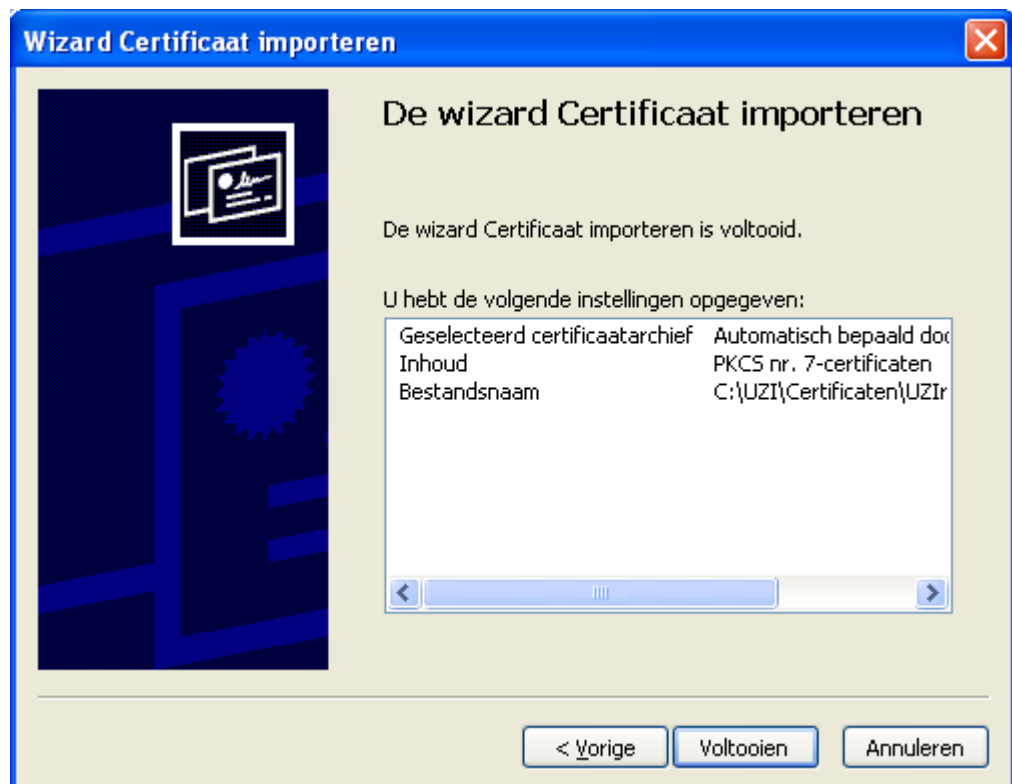 Wizard Certificaat importeren
De wizard Certificaat importeren
De wizard Certificaat importeren is voltooid.
U hebt de volgende instellingen opgegeven:
Geselecteerd certificaatarchief Automatisch bepaald
Inhoud PKCS nr. 7-certificaten
Bestandsnaam C:\UZI\Certificaten\UZIr
< Vorige Voltooien Annuleren